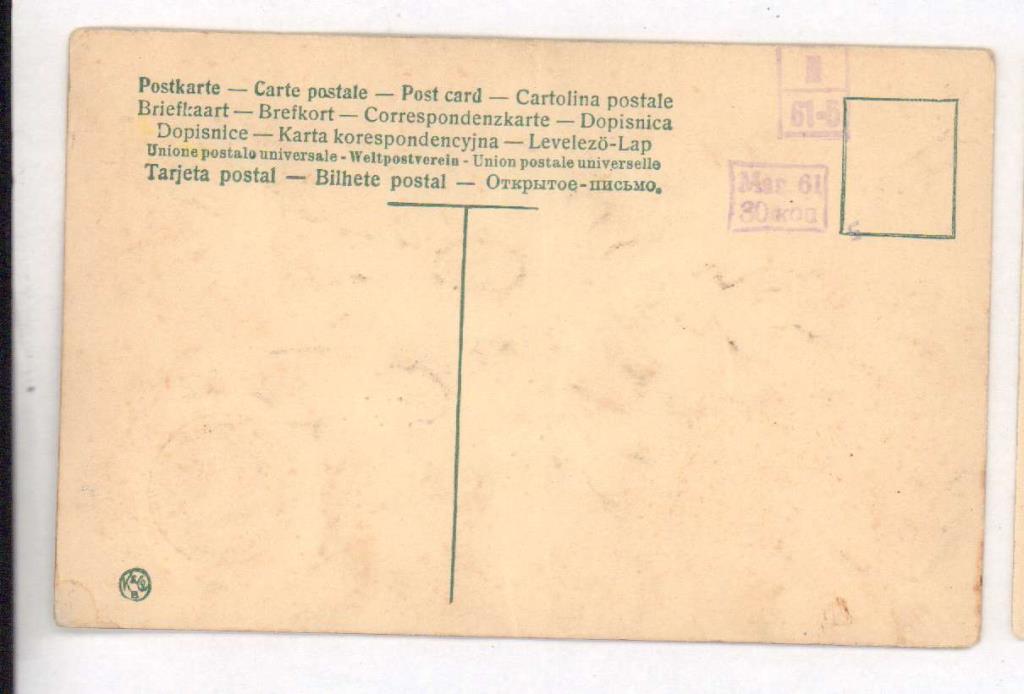 Postkarte — Carte postale — Post card — Cartolina postale
Briefkaart — Brefkort — Correspondenzkarte — Dopisnica
Dopisnice — Karta korespondencyjna — Levelező-Lap
Unione postale universale - Weltpostverein - Union postale universelle
Tarjeta postal — Bilhete postal — Открытое-письмо.
61-5
Маг 61
30 коп